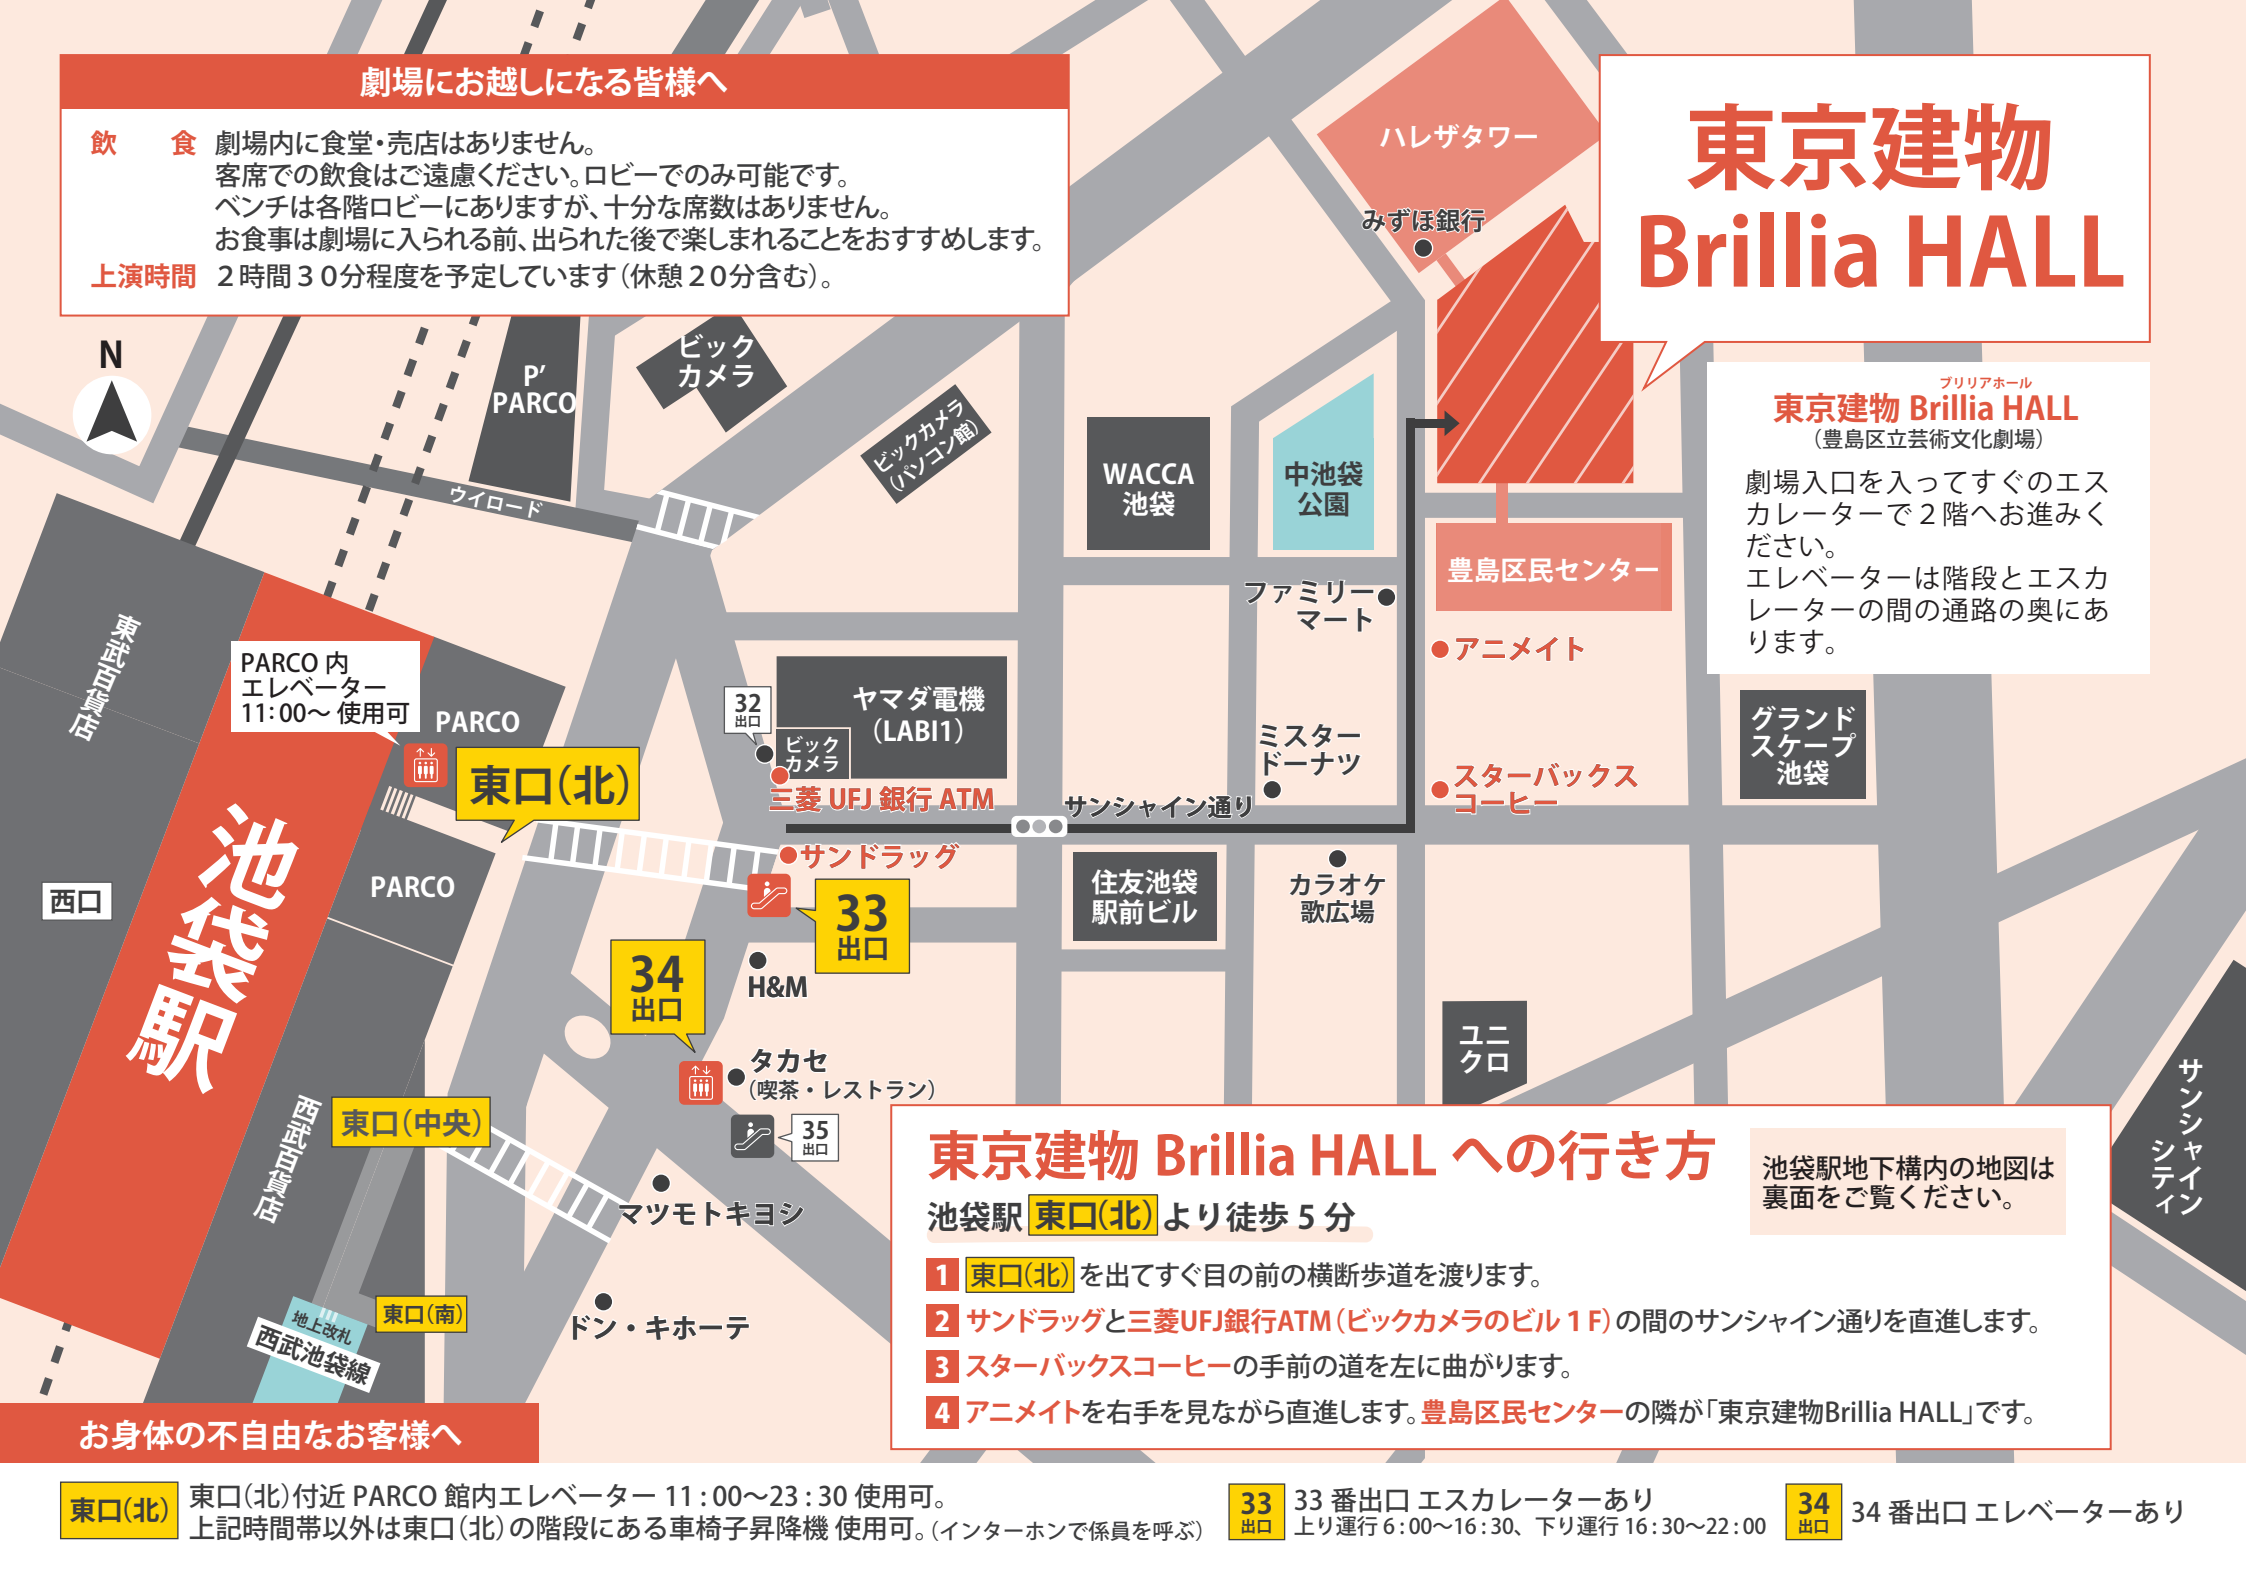 劇場にお越しになる皆様へ
飲　食 劇場内に食堂・売店はありません。
客席での飲食はご遠慮ください。ロビーでのみ可能です。
ベンチは各階ロビーにありますが、十分な席数はありません。
お食事は劇場に入られる前、出られた後で楽しまれることをおすすめします。
上演時間 2時間30分程度を予定しています(休憩20分含む)。
東京建物
Brillia HALL
ハレザタワー
みずほ銀行
N
P'
PARCO
ビック
カメラ
ビックカメラ
(パソコン館)
ウイロード
WACCA
池袋
中池袋
公園
ブリリアホール
東京建物 Brillia HALL
(豊島区立芸術文化劇場)
劇場入口を入ってすぐのエス
カレーターで2階へお進みく
ださい。
エレベーターは階段とエスカ
レーターの間の通路の奥にあ
ります。
豊島区民センター
ファミリー
マート
アニメイト
東武百貨店
PARCO 内
エレベーター
11:00〜 使用可
PARCO
東口(北)
32
出口
ヤマダ電機
(LABI1)
ビック
カメラ
三菱 UFJ 銀行 ATM
サンシャイン通り
ミスター
ドーナツ
スターバックス
コーヒー
グランド
スケープ
池袋
サンドラッグ
池袋駅
西口
PARCO
33
出口
住友池袋
駅前ビル
カラオケ
歌広場
34
出口
H&M
タカセ
(喫茶・レストラン)
35
出口
ユニ
クロ
サンシャイン
シティ
西武百貨店
東口(中央)
マツモトキヨシ
ドン・キホーテ
東口(南)
地上改札
西武池袋線
東京建物 Brillia HALL への行き方
池袋駅地下構内の地図は
裏面をご覧ください。
池袋駅 東口(北) より徒歩 5 分
1 東口(北) を出てすぐ目の前の横断歩道を渡ります。
2 サンドラッグと三菱UFJ銀行ATM(ビックカメラのビル1F)の間のサンシャイン通りを直進します。
3 スターバックスコーヒーの手前の道を左に曲がります。
4 アニメイトを右手を見ながら直進します。豊島区民センターの隣が「東京建物Brillia HALL」です。
お身体の不自由なお客様へ
東口(北) 東口(北)付近 PARCO 館内エレベーター 11:00〜23:30 使用可。
上記時間帯以外は東口(北)の階段にある車椅子昇降機 使用可。(インターホンで係員を呼ぶ)
33
出口
33 番出口 エスカレーターあり
上り運行 6:00〜16:30、下り運行 16:30〜22:00
34
出口
34 番出口 エレベーターあり